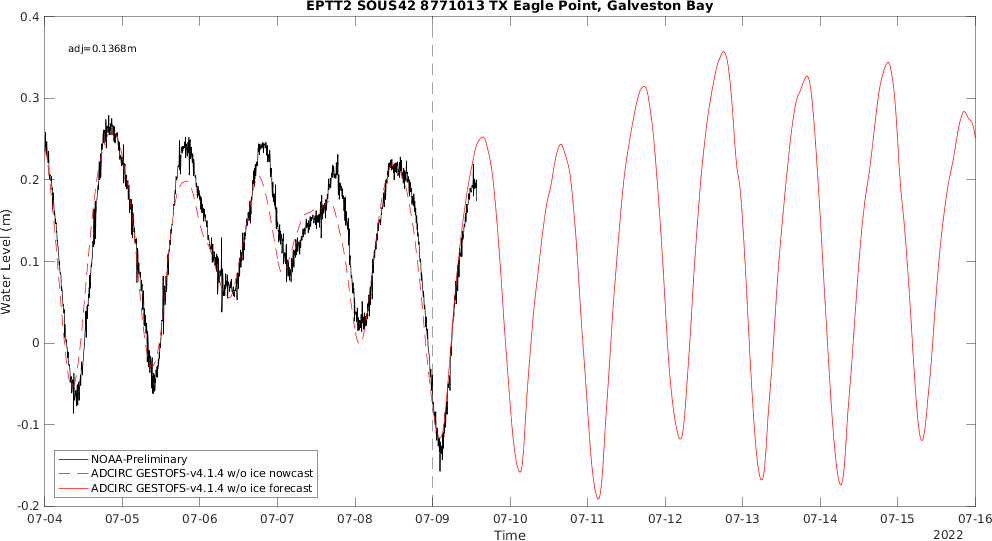 EPTT2 SOUS42 8771013 TX Eagle Point, Galveston Bay
adj=0.1368m
0.4
0.3
0.2
0.1
0
-0.1
-0.2
Water Level (m)
NOAA-Preliminary
ADCIRC GESTOFS-v4.1.4 w/o ice nowcast
ADCIRC GESTOFS-v4.1.4 w/o ice forecast
07-04 07-05 07-06 07-07 07-08 07-09 07-10 07-11 07-12 07-13 07-14 07-15 07-16
Time
2022